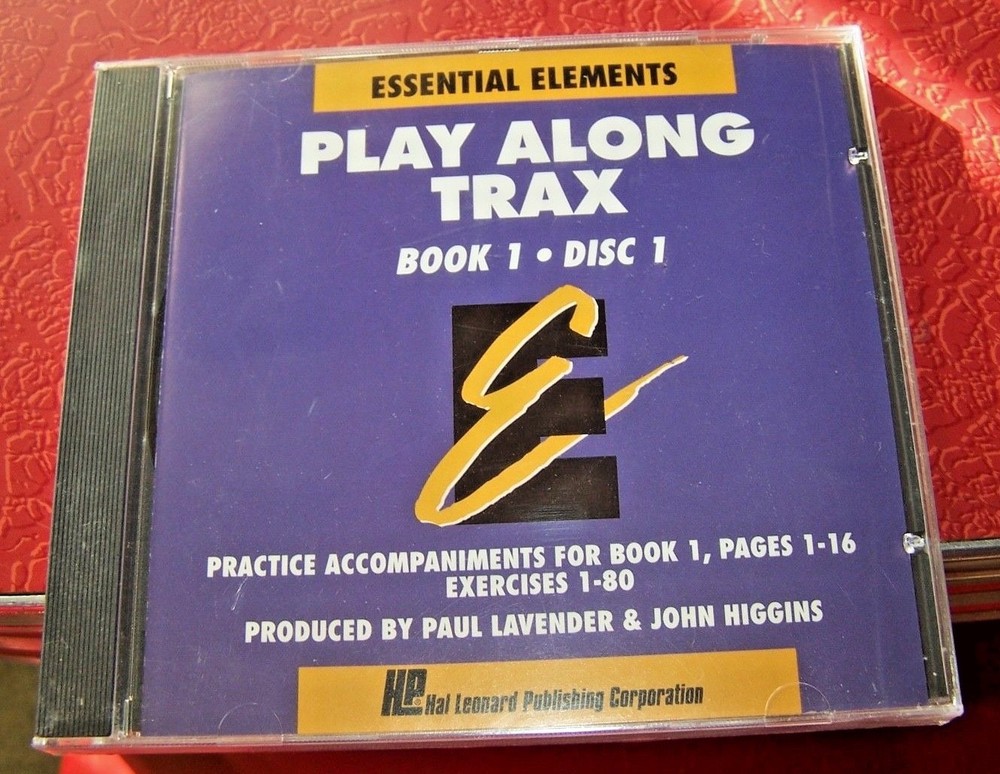 ESSENTIAL ELEMENTS
PLAY ALONG
TRAX
BOOK 1 • DISC 1
E
PRACTICE ACCOMPANIMENTS FOR BOOK 1, PAGES 1-16
EXERCISES 1-80
PRODUCED BY PAUL LAVENDER & JOHN HIGGINS
HLP. Hal Leonard Publishing Corporation